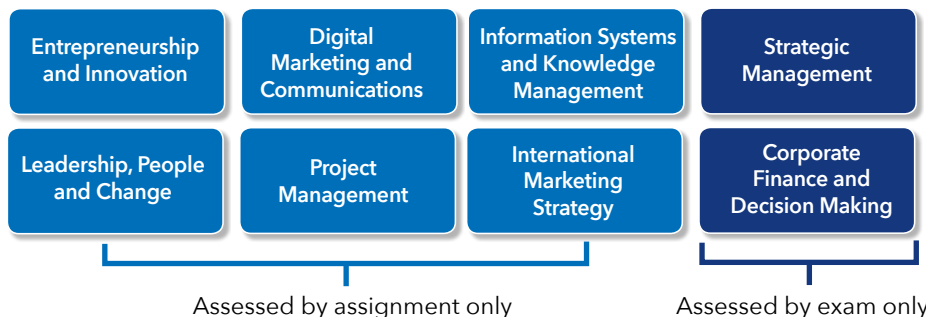 Entrepreneurship
and Innovation
Digital
Marketing and
Communications
Information Systems
and Knowledge
Management
Strategic
Management
Leadership, People
and Change
Project
Management
International
Marketing
Strategy
Corporate
Finance and
Decision Making
Assessed by assignment only
Assessed by exam only